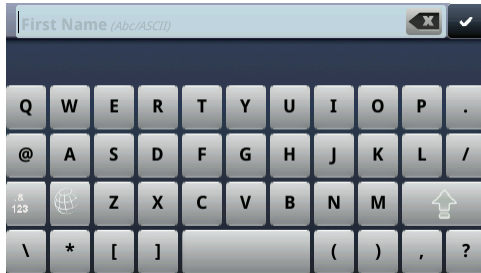 First Name (Abc/ASCII)
Q W E R T Y U I O P .
@ A S D F G H J K L /
.& 123 Z X C V B N M
\ * [ ] ( ) , ?